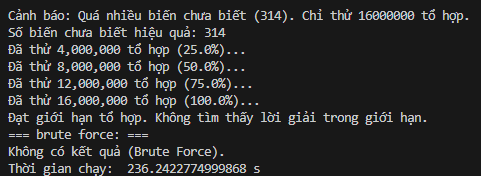 Cảnh báo: Quá nhiều biến chưa biết (314). Chỉ thử 16000000 tổ hợp.
Số biến chưa biết hiệu quả: 314
Đã thử 4,000,000 tổ hợp (25.0%)...
Đã thử 8,000,000 tổ hợp (50.0%)...
Đã thử 12,000,000 tổ hợp (75.0%)...
Đã thử 16,000,000 tổ hợp (100.0%)...
Đạt giới hạn tổ hợp. Không tìm thấy lời giải trong giới hạn.
=== brute force: ===
Không có kết quả (Brute Force).
Thời gian chạy:  236.2422774999868 s